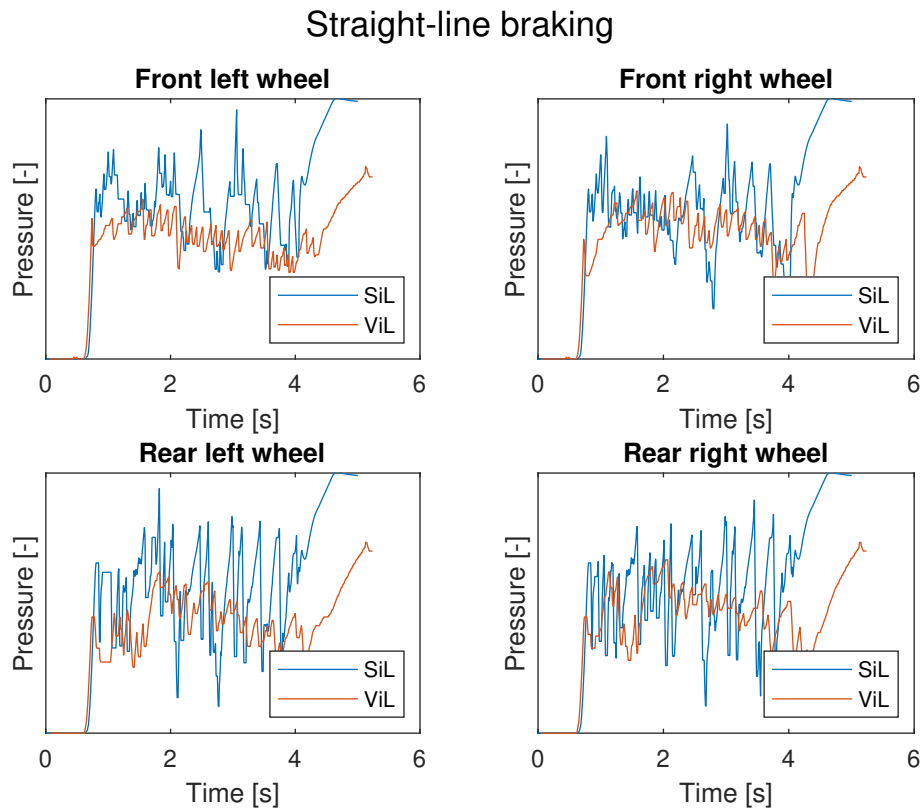 Straight-line braking
Front left wheel
Pressure [-]
SiL
ViL
0 2 4 6
Time [s]
Front right wheel
Pressure [-]
SiL
ViL
0 2 4 6
Time [s]
Rear left wheel
Pressure [-]
SiL
ViL
0 2 4 6
Time [s]
Rear right wheel
Pressure [-]
SiL
ViL
0 2 4 6
Time [s]